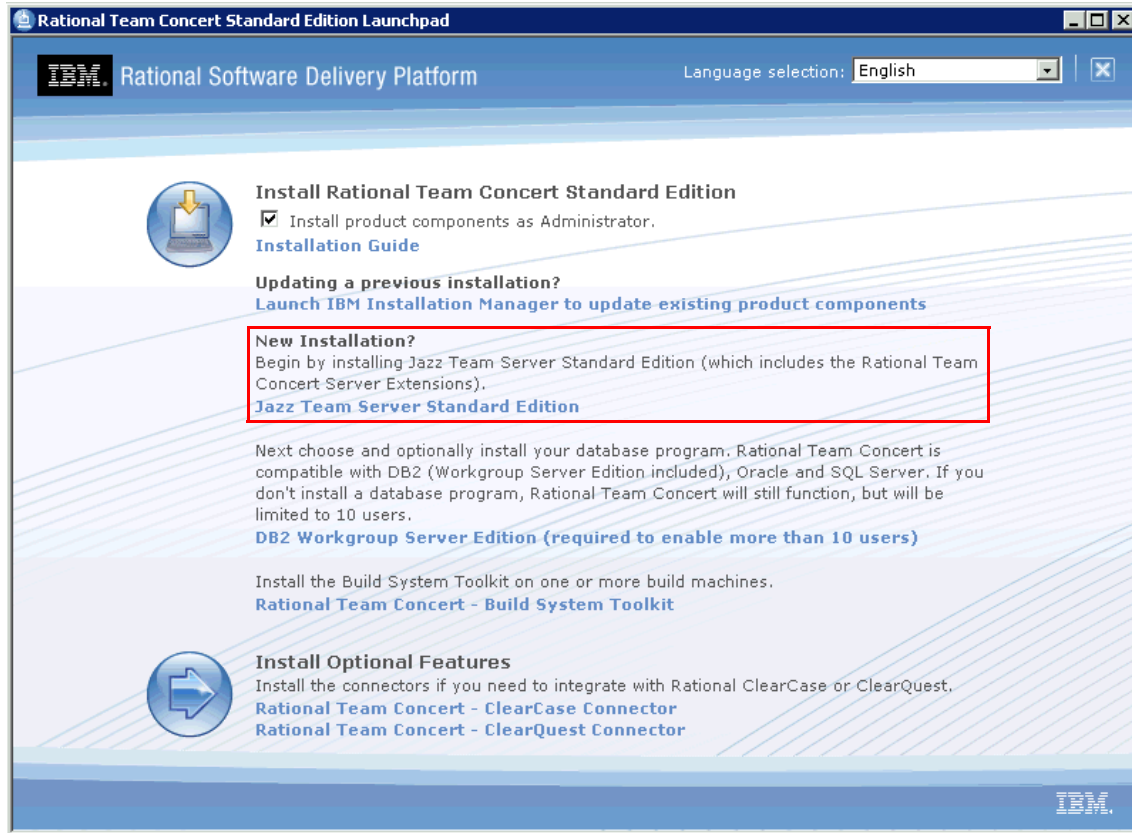 Rational Team Concert Standard Edition Launchpad
IBM. Rational Software Delivery Platform
Language selection: English
Install Rational Team Concert Standard Edition
Install product components as Administrator.
Installation Guide
Updating a previous installation?
Launch IBM Installation Manager to update existing product components
New Installation?
Begin by installing Jazz Team Server Standard Edition (which includes the Rational Team
Concert Server Extensions).
Jazz Team Server Standard Edition
Next choose and optionally install your database program. Rational Team Concert is
compatible with DB2 (Workgroup Server Edition included), Oracle and SQL Server. If you
don't install a database program, Rational Team Concert will still function, but will be
limited to 10 users.
DB2 Workgroup Server Edition (required to enable more than 10 users)
Install the Build System Toolkit on one or more build machines.
Rational Team Concert - Build System Toolkit
Install Optional Features
Install the connectors if you need to integrate with Rational ClearCase or ClearQuest.
Rational Team Concert - ClearCase Connector
Rational Team Concert - ClearQuest Connector
IBM.